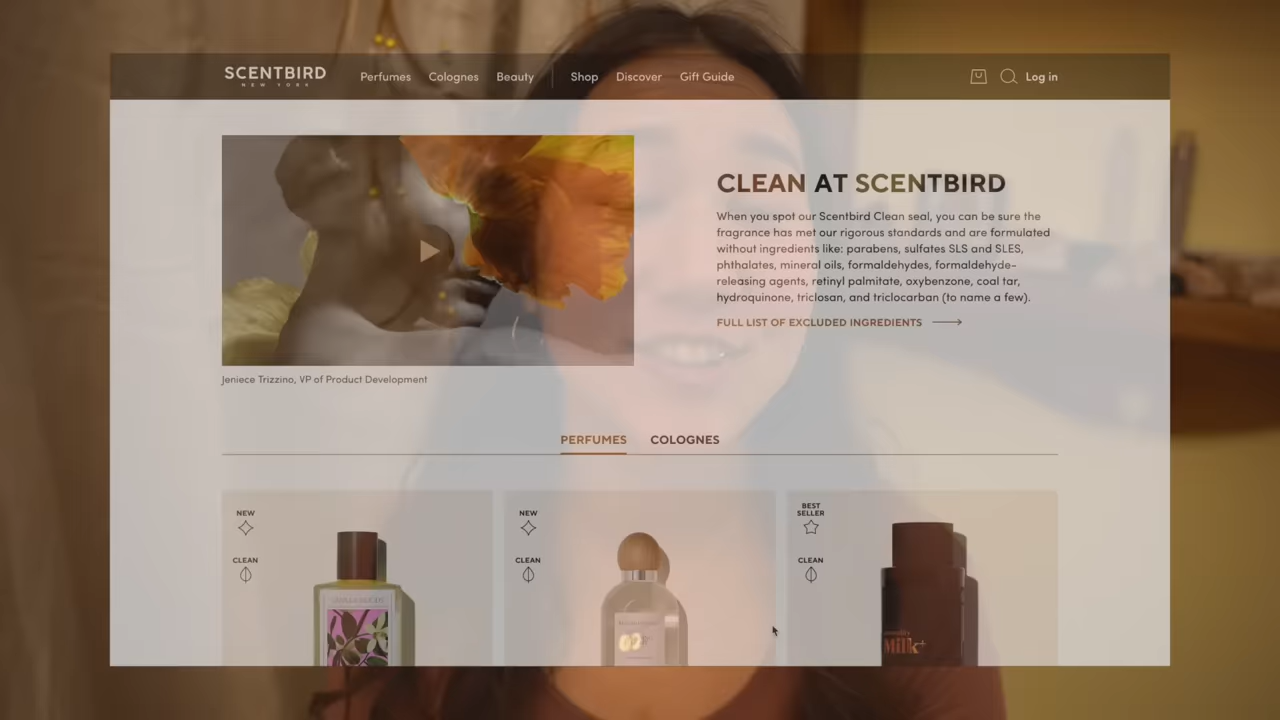 SCENTBIRD
NEW YORK
Perfumes Colognes Beauty Shop Discover Gift Guide Log in
CLEAN AT SCENTBIRD
When you spot our Scentbird Clean seal, you can be sure the
fragrance has met our rigorous standards and are formulated
without ingredients like: parabens, sulfates SLS and SLES,
phthalates, mineral oils, formaldehydes, formaldehyde-
releasing agents, retinyl palmitate, oxybenzone, coal tar,
hydroquinone, triclosan, and triclocarban (to name a few).
FULL LIST OF EXCLUDED INGREDIENTS
Jeniece Trizzino, VP of Product Development
PERFUMES COLOGNES
NEW
CLEAN
NEW
CLEAN
BEST
SELLER
CLEAN
Milk+